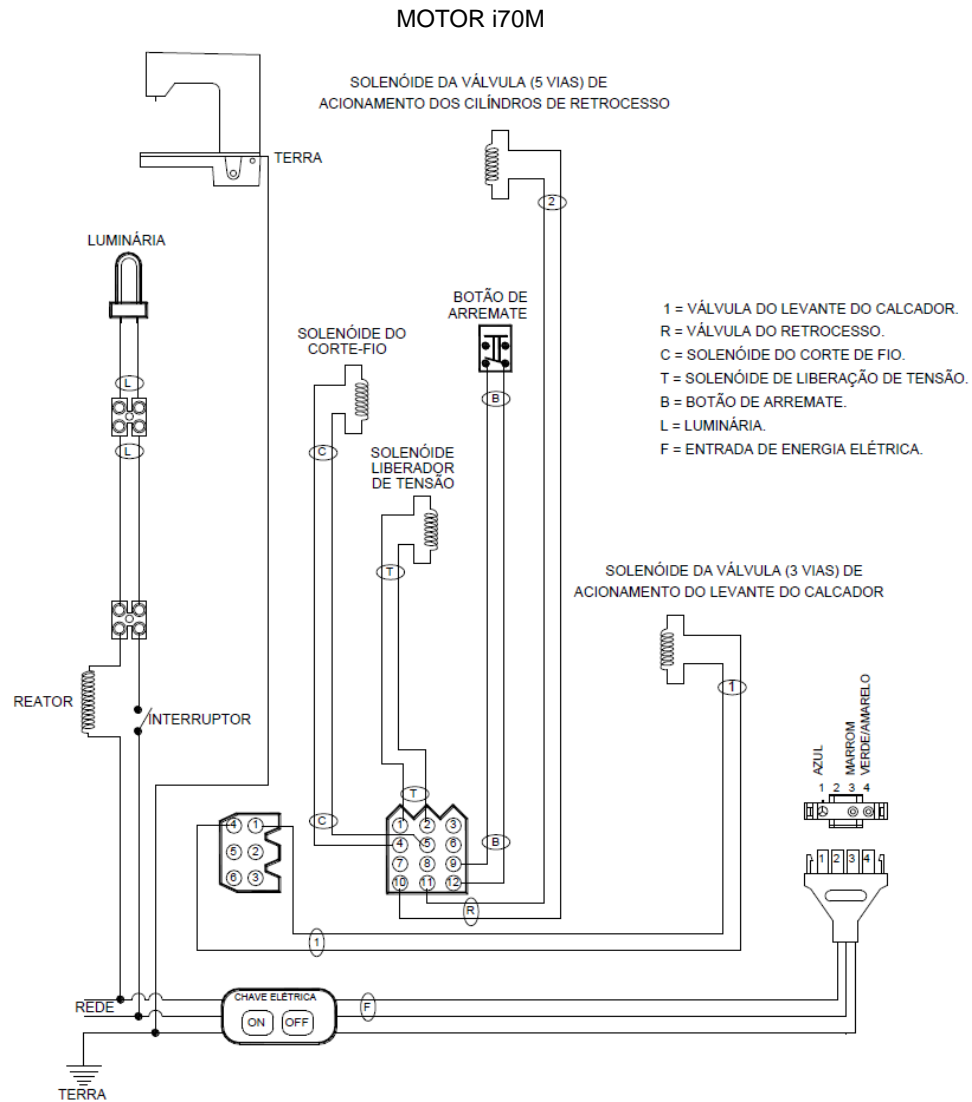 MOTOR i70M
SOLENÓIDE DA VÁLVULA (5 VIAS) DE
ACIONAMENTO DOS CILÍNDROS DE RETROCESSO
TERRA
2
LUMINÁRIA
BOTÃO DE
ARREMATE
SOLENÓIDE DO
CORTE-FIO
1 = VÁLVULA DO LEVANTE DO CALCADOR.
R = VÁLVULA DO RETROCESSO.
C = SOLENÓIDE DO CORTE DE FIO.
T = SOLENÓIDE DE LIBERAÇÃO DE TENSÃO.
B = BOTÃO DE ARREMATE.
L = LUMINÁRIA.
F = ENTRADA DE ENERGIA ELÉTRICA.
L
B
L
C
SOLENÓIDE
LIBERADOR
DE TENSÃO
T
SOLENÓIDE DA VÁLVULA (3 VIAS) DE
ACIONAMENTO DO LEVANTE DO CALCADOR
1
REATOR
INTERRUPTOR
AZUL
MARROM
VERDE/AMARELO
1 2 3 4
T
C
B
4 1
5 2
6 3
1 2 3
4 5 6
7 8 9
10 11 12
1 2 3 4
R
1
REDE
CHAVE ELÉTRICA
ON OFF
F
TERRA